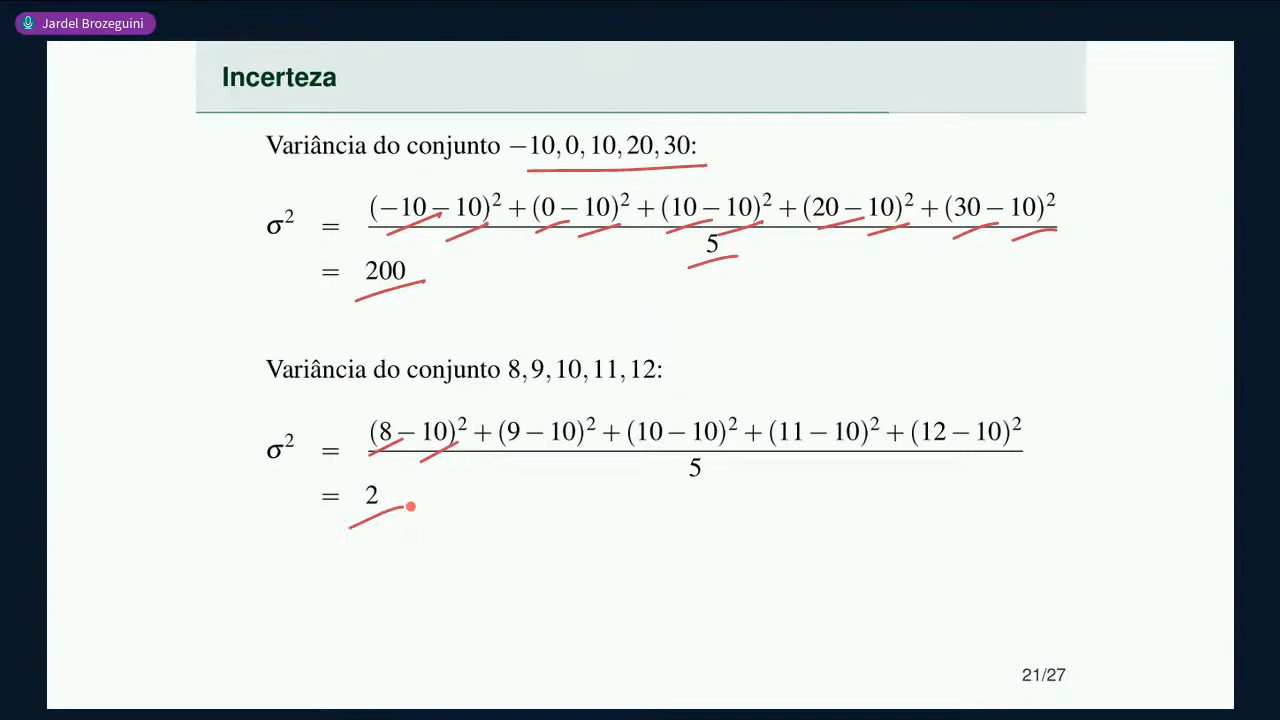 Jardel Brozeguini
Incerteza
Variância do conjunto −10, 0, 10, 20, 30:
σ² = (−10 − 10)² + (0 − 10)² + (10 − 10)² + (20 − 10)² + (30 − 10)²
5
= 200
Variância do conjunto 8, 9, 10, 11, 12:
σ² = (8 − 10)² + (9 − 10)² + (10 − 10)² + (11 − 10)² + (12 − 10)²
5
= 2
21/27